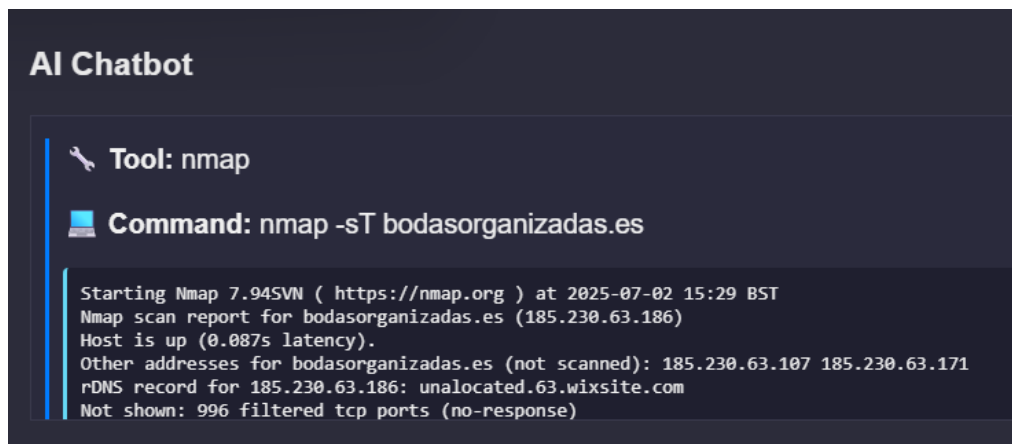 AI Chatbot
🔧 Tool: nmap
💻 Command: nmap -sT bodasorganizadas.es
Starting Nmap 7.94SVN ( https://nmap.org ) at 2025-07-02 15:29 BST
Nmap scan report for bodasorganizadas.es (185.230.63.186)
Host is up (0.087s latency).
Other addresses for bodasorganizadas.es (not scanned): 185.230.63.107 185.230.63.171
rDNS record for 185.230.63.186: unalocated.63.wixsite.com
Not shown: 996 filtered tcp ports (no-response)